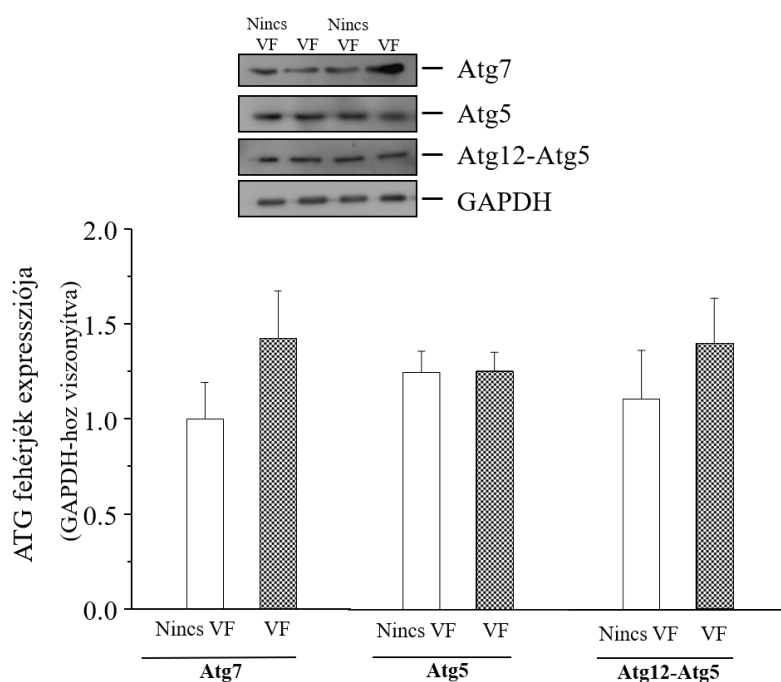 Nincs VF VF Nincs VF VF
Atg7
Atg5
Atg12-Atg5
GAPDH
ATG fehérjék expressziója
(GAPDH-hoz viszonyítva)
2.0
1.5
1.0
0.5
0.0
Nincs VF VF Nincs VF VF Nincs VF VF
Atg7 Atg5 Atg12-Atg5